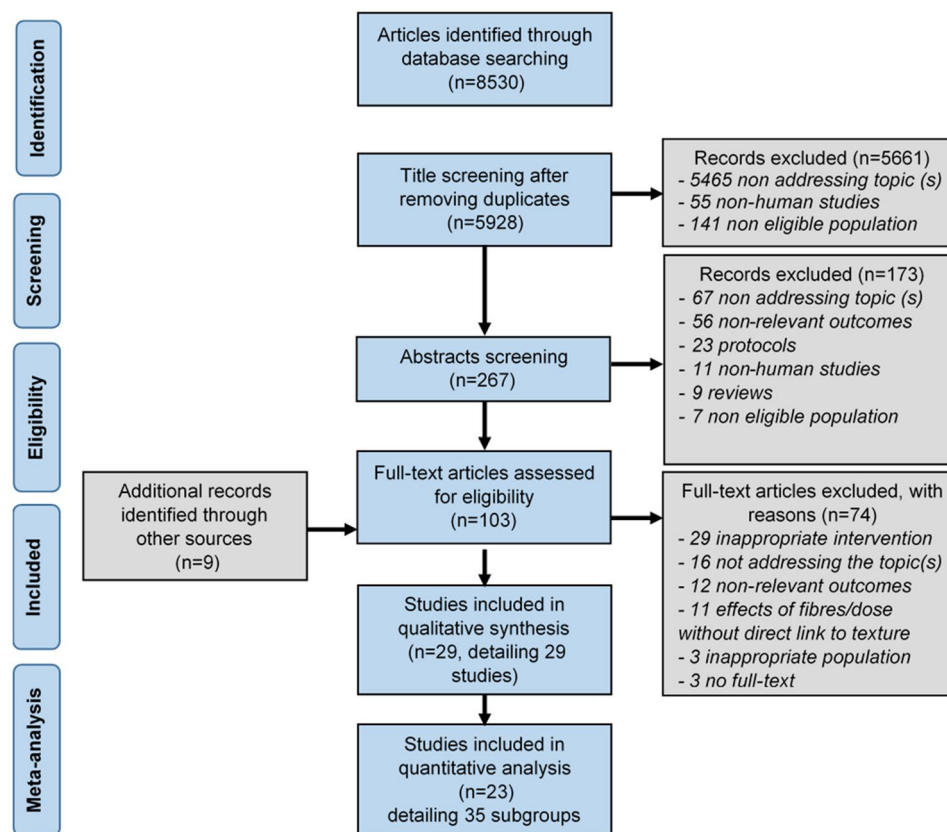 Identification
Screening
Eligibility
Included
Meta-analysis
Articles identified through
database searching
(n=8530)
Title screening after
removing duplicates
(n=5928)
Records excluded (n=5661)
- 5465 non addressing topic (s)
- 55 non-human studies
- 141 non eligible population
Abstracts screening
(n=267)
Records excluded (n=173)
- 67 non addressing topic (s)
- 56 non-relevant outcomes
- 23 protocols
- 11 non-human studies
- 9 reviews
- 7 non eligible population
Additional records
identified through
other sources
(n=9)
Full-text articles assessed
for eligibility
(n=103)
Full-text articles excluded, with
reasons (n=74)
- 29 inappropriate intervention
- 16 not addressing the topic(s)
- 12 non-relevant outcomes
- 11 effects of fibres/dose
without direct link to texture
- 3 inappropriate population
- 3 no full-text
Studies included in
qualitative synthesis
(n=29, detailing 29
studies)
Studies included in
quantitative analysis
(n=23)
detailing 35 subgroups